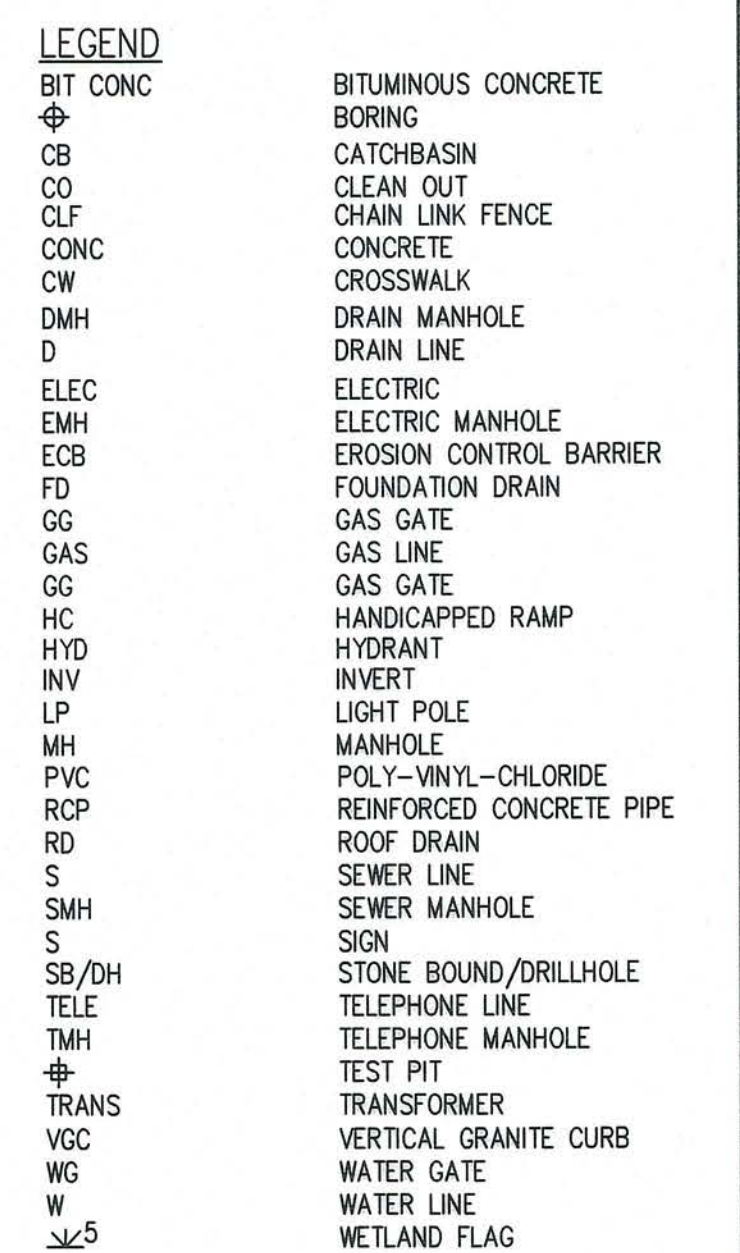 LEGEND
BIT CONC BITUMINOUS CONCRETE
BORING
CB CATCHBASIN
CO CLEAN OUT
CLF CHAIN LINK FENCE
CONC CONCRETE
CW CROSSWALK
DMH DRAIN MANHOLE
D DRAIN LINE
ELEC ELECTRIC
EMH ELECTRIC MANHOLE
ECB EROSION CONTROL BARRIER
FD FOUNDATION DRAIN
GG GAS GATE
GAS GAS LINE
GG GAS GATE
HC HANDICAPPED RAMP
HYD HYDRANT
INV INVERT
LP LIGHT POLE
MH MANHOLE
PVC POLY-VINYL-CHLORIDE
RCP REINFORCED CONCRETE PIPE
RD ROOF DRAIN
S SEWER LINE
SMH SEWER MANHOLE
S SIGN
SB/DH STONE BOUND/DRILLHOLE
TELE TELEPHONE LINE
TMH TELEPHONE MANHOLE
TEST PIT
TRANS TRANSFORMER
VGC VERTICAL GRANITE CURB
WG WATER GATE
W WATER LINE
5 WETLAND FLAG